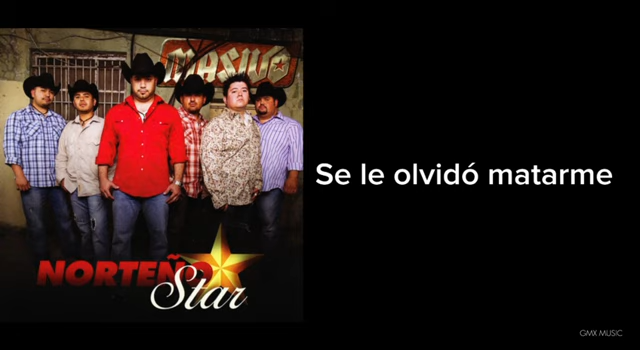 MASIVO
NORTEÑO
Star
Se le olvidó matarme
GMX MUSIC